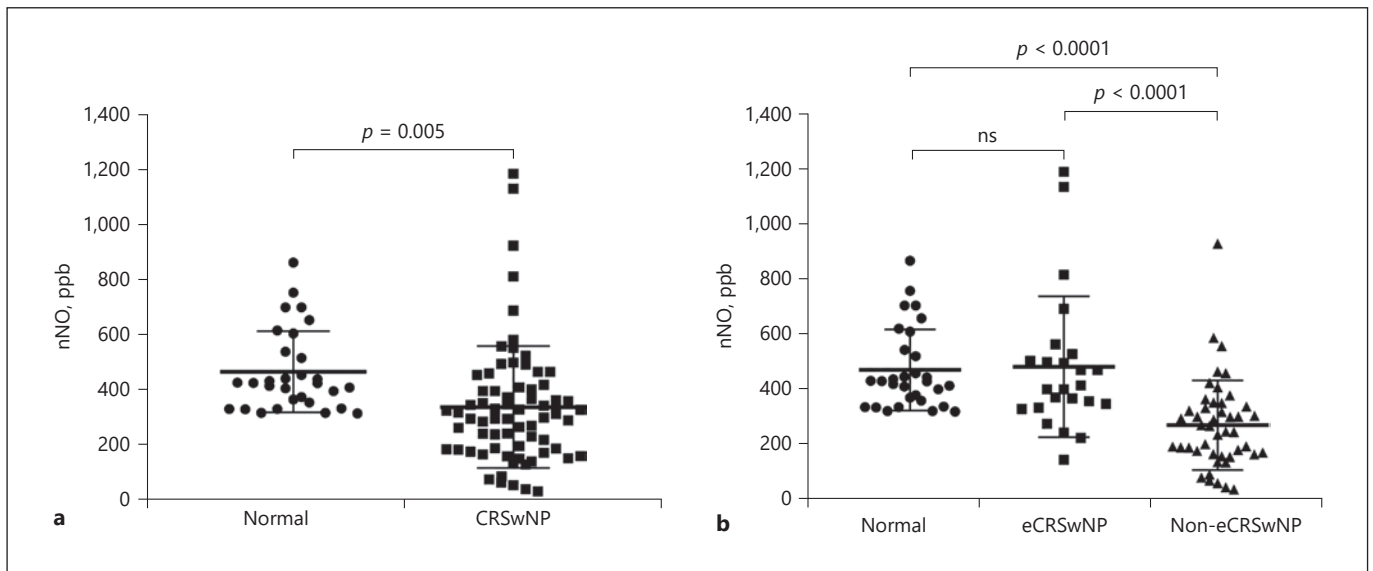 p = 0.005
1,400
1,200
1,000
800
600
400
200
0
nNO, ppb
Normal
CRSwNP
a
p < 0.0001
p < 0.0001
ns
1,400
1,200
1,000
800
600
400
200
0
nNO, ppb
Normal
eCRSwNP
Non-eCRSwNP
b